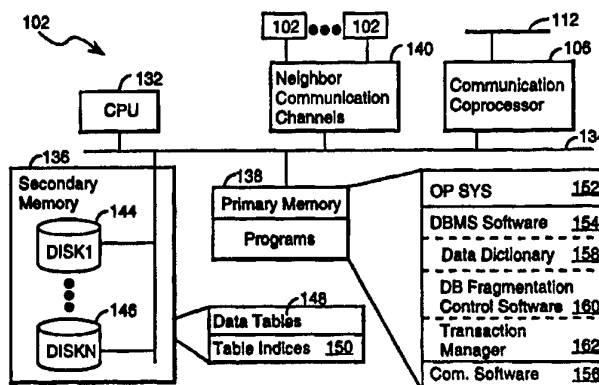 102
102 ●●● 102
112
132
140
106
CPU
Neighbor
Communication
Channels
Communication
Coprocessor
134
136
Secondary
Memory
144
DISK1
146
DISKN
138
Primary Memory
Programs
148
Data Tables
Table Indices 150
OP SYS 152
DBMS Software 154
Data Dictionary 158
DB Fragmentation
Control Software 160
Transaction
Manager 162
Com. Software 156